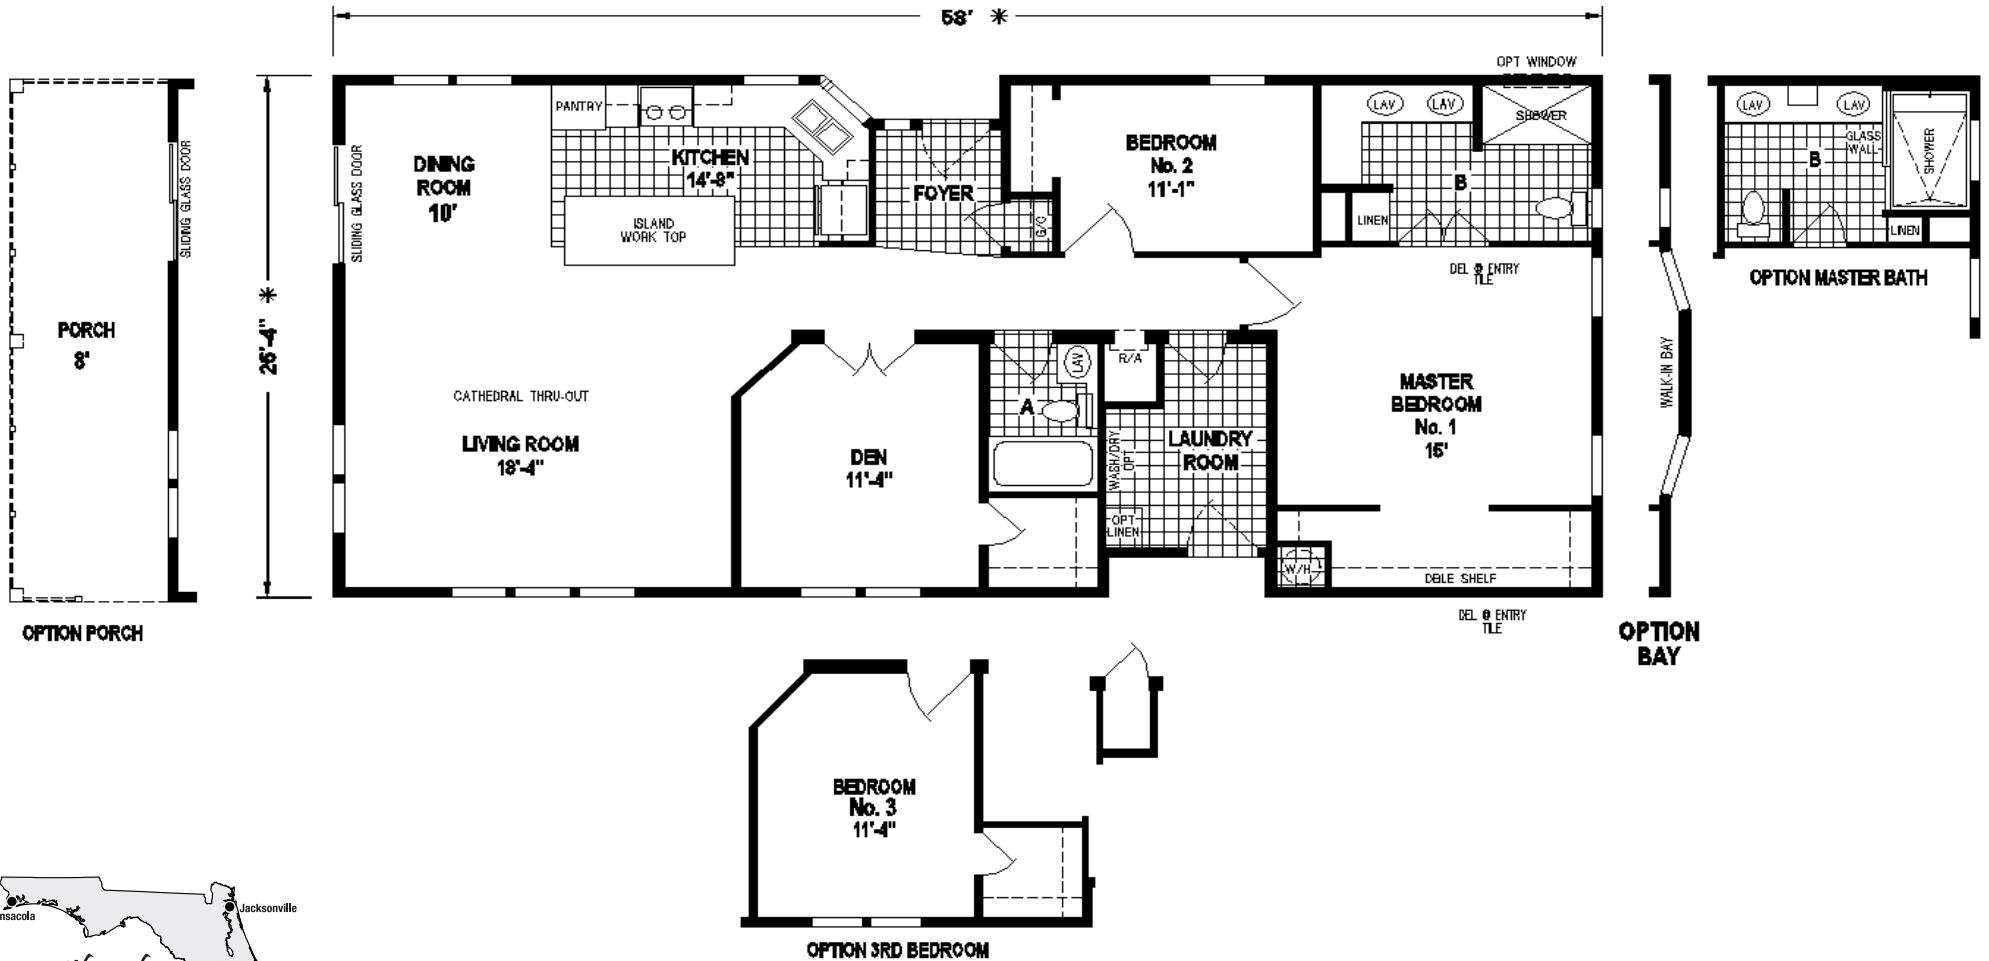 58' *
OPT WINDOW
PANTRY
LAV
LAV
SHOWER
LAV
LAV
GLASS
WALL
SHOWER
B
LINEN
OPTION MASTER BATH
SLIDING GLASS DOOR
SLIDING GLASS DOOR
DINING
ROOM
10'
KITCHEN
14'-8"
ISLAND
WORK TOP
FOYER
G/C
BEDROOM
No. 2
11'-1"
B
LINEN
DEL @ ENTRY
TILE
PORCH
8'
26'-4" *
R/A
LAV
A
WALK-IN BAY
CATHEDRAL THRU-OUT
LIVING ROOM
18'-4"
DEN
11'-4"
LAUNDRY
ROOM
WASH/DRY
OPT
OPT
LINEN
MASTER
BEDROOM
No. 1
15'
W/H
DBLE SHELF
DEL @ ENTRY
TILE
OPTION PORCH
OPTION
BAY
BEDROOM
No. 3
11'-4"
OPTION 3RD BEDROOM
nsacola
Jacksonville